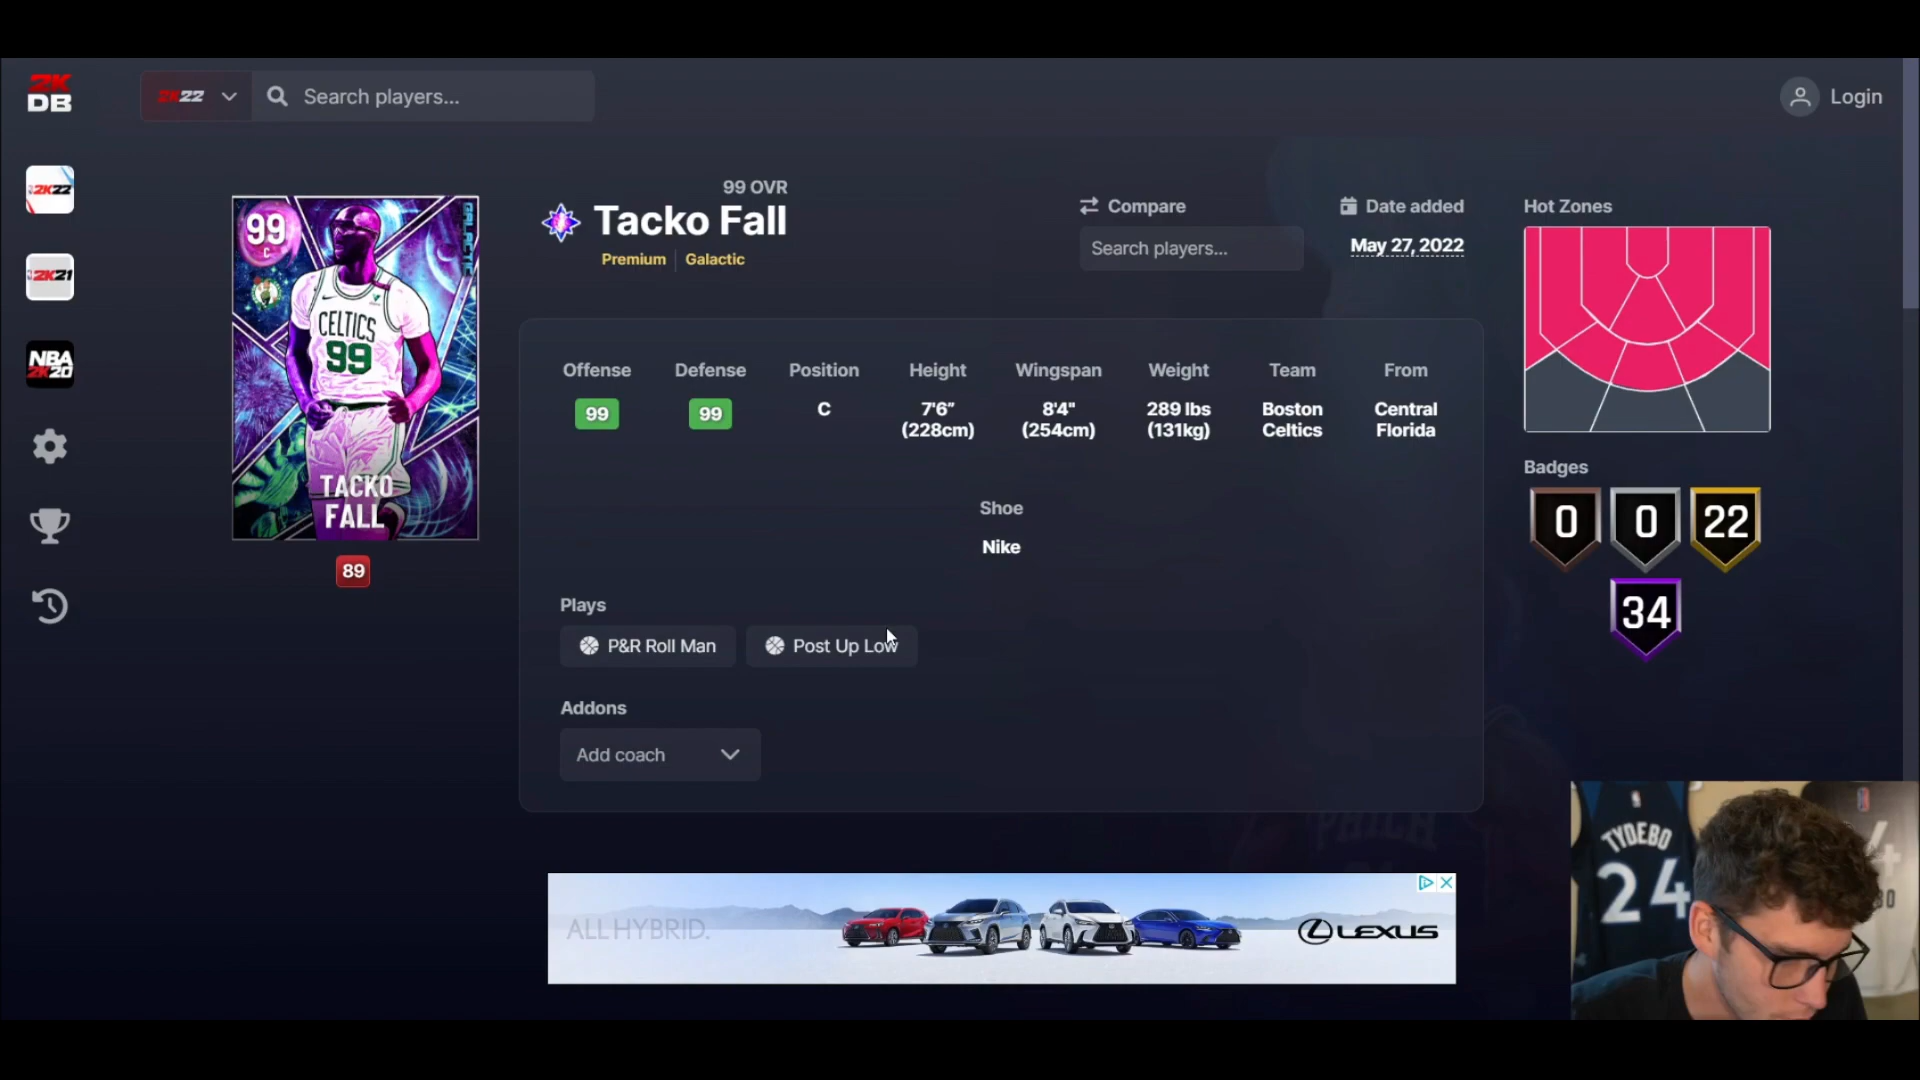 2K
DB
2K22
Search players...
Login
2K22
2K21
NBA
2K20
99
C
GALACTIC
CELTICS
99
TACKO
FALL
89
99 OVR
Tacko Fall
Premium
Galactic
Compare
Search players...
Date added
May 27, 2022
Hot Zones
Offense
Defense
Position
Height
Wingspan
Weight
Team
From
99
99
C
7'6"
(228cm)
8'4"
(254cm)
289 lbs
(131kg)
Boston
Celtics
Central
Florida
Shoe
Nike
Badges
0
0
22
34
Plays
P&R Roll Man
Post Up Low
Addons
Add coach
ALL HYBRID.
LEXUS
TYDEBO
24